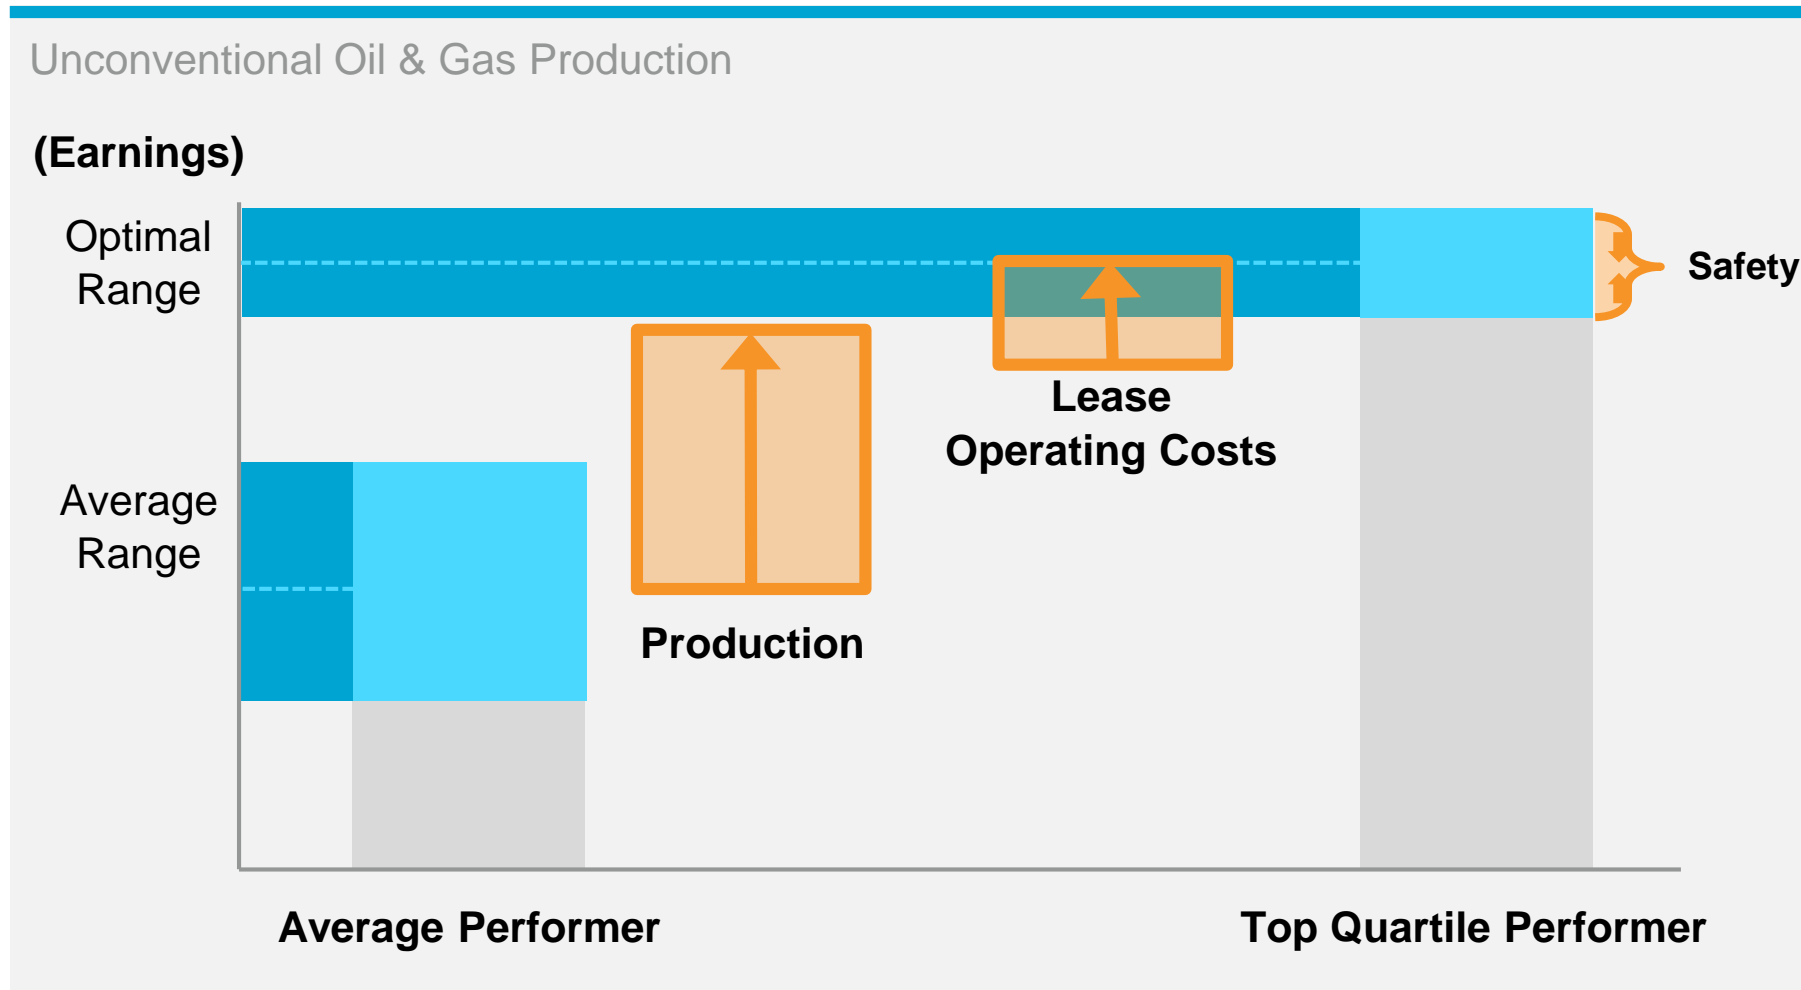 Unconventional Oil & Gas Production
(Earnings)
Optimal
Range
Safety
Lease
Operating Costs
Average
Range
Production
Average Performer
Top Quartile Performer